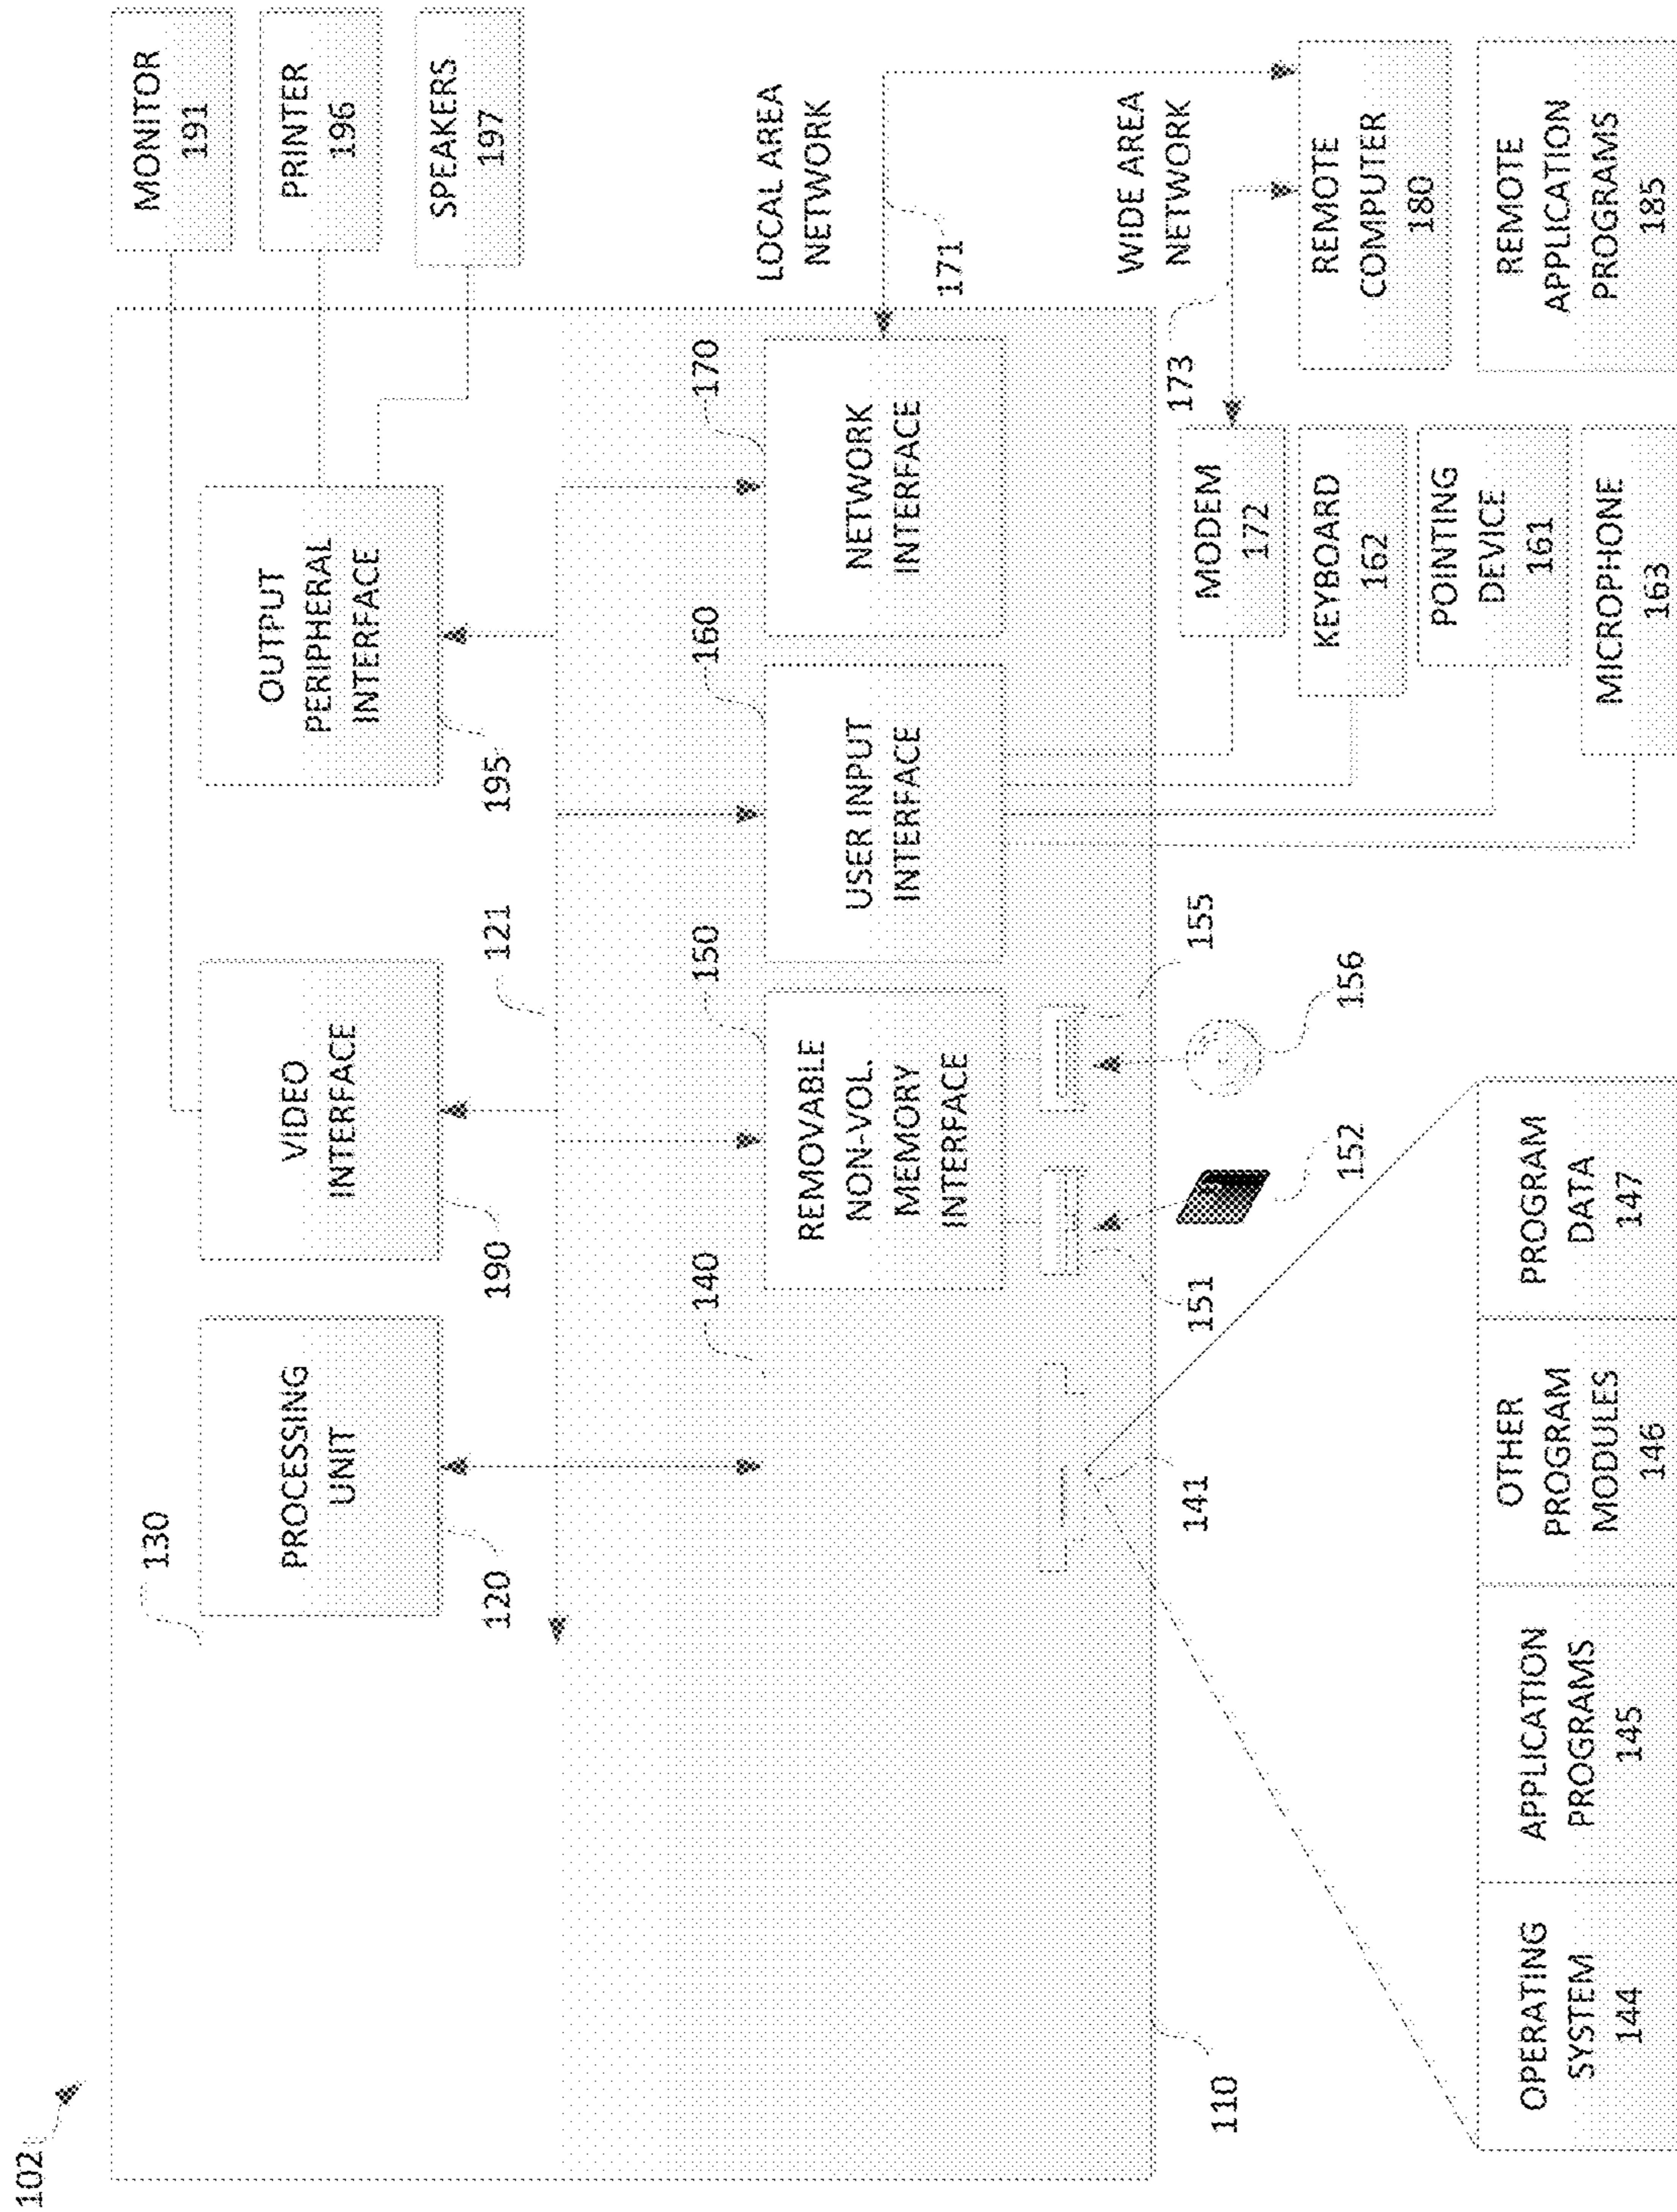 102
130
PROCESSING
UNIT
120
VIDEO
INTERFACE
190
121
OUTPUT
PERIPHERAL
INTERFACE
195
MONITOR
191
PRINTER
196
SPEAKERS
197
140
150
REMOVABLE
NON-VOL.
MEMORY
INTERFACE
160
USER INPUT
INTERFACE
170
NETWORK
INTERFACE
LOCAL AREA
NETWORK
171
WIDE AREA
NETWORK
173
110
141
151
152
155
156
MODEM
172
KEYBOARD
162
POINTING
DEVICE
161
MICROPHONE
163
REMOTE
COMPUTER
180
REMOTE
APPLICATION
PROGRAMS
185
OPERATING
SYSTEM
144
APPLICATION
PROGRAMS
145
OTHER
PROGRAM
MODULES
146
PROGRAM
DATA
147